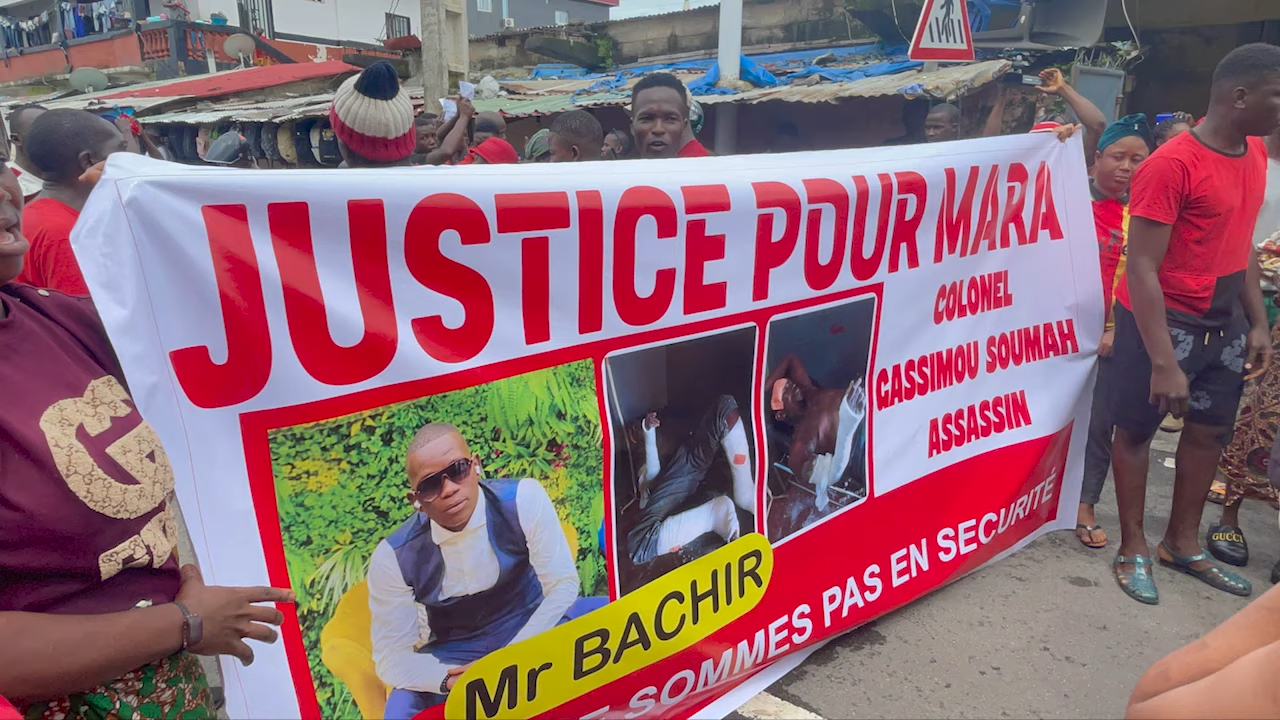 JUSTICE POUR MARA
COLONEL
GASSIMOU SOUMAH
ASSASSIN
Mr BACHIR
SOMMES PAS EN SECURITÉ
G
GUCCI